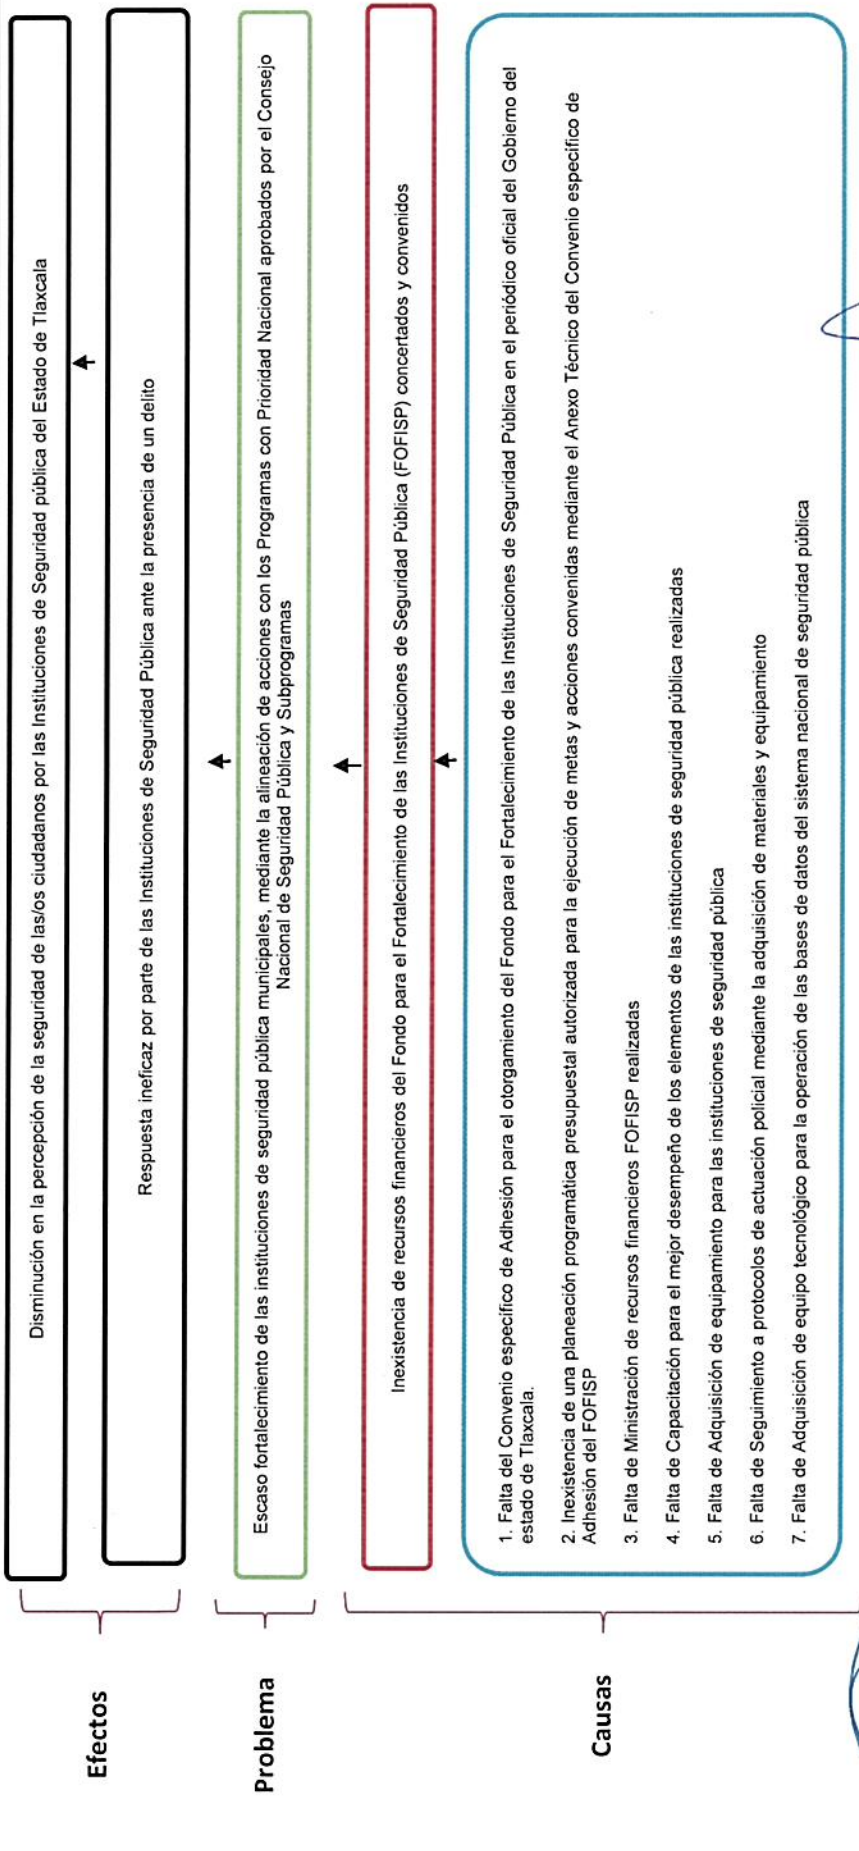 Efectos
Disminución en la percepción de la seguridad de las/os ciudadanos por las Instituciones de Seguridad pública del Estado de Tlaxcala
Respuesta ineficaz por parte de las Instituciones de Seguridad Pública ante la presencia de un delito
Problema
Escaso fortalecimiento de las instituciones de seguridad pública municipales, mediante la alineación de acciones con los Programas con Prioridad Nacional aprobados por el Consejo
Nacional de Seguridad Pública y Subprogramas
Causas
Inexistencia de recursos financieros del Fondo para el Fortalecimiento de las Instituciones de Seguridad Pública (FOFISP) concertados y convenidos
1. Falta del Convenio específico de Adhesión para el otorgamiento del Fondo para el Fortalecimiento de las Instituciones de Seguridad Pública en el periódico oficial del Gobierno del
estado de Tlaxcala.
2. Inexistencia de una planeación programática presupuestal autorizada para la ejecución de metas y acciones convenidas mediante el Anexo Técnico del Convenio específico de
Adhesión del FOFISP
3. Falta de Ministración de recursos financieros FOFISP realizadas
4. Falta de Capacitación para el mejor desempeño de los elementos de las instituciones de seguridad pública realizadas
5. Falta de Adquisición de equipamiento para las instituciones de seguridad pública
6. Falta de Seguimiento a protocolos de actuación policial mediante la adquisición de materiales y equipamiento
7. Falta de Adquisición de equipo tecnológico para la operación de las bases de datos del sistema nacional de seguridad pública